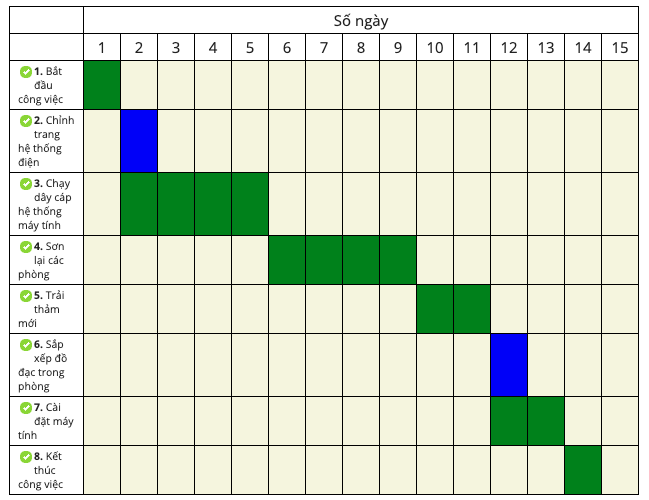 Số ngày
1 2 3 4 5 6 7 8 9 10 11 12 13 14 15
1. Bắt
đầu
công việc
2. Chỉnh
trang
hệ thống
điện
3. Chạy
dây cáp
hệ thống
máy tính
4. Sơn
lại các
phòng
5. Trải
thảm
mới
6. Sắp
xếp đồ
đạc trong
phòng
7. Cài
đặt máy
tính
8. Kết
thúc
công việc